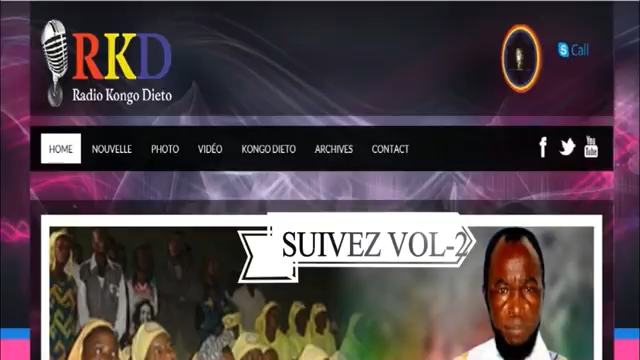 RKD
Radio Kongo Dieto
Call
HOME NOUVELLE PHOTO VIDÉO KONGO DIETO ARCHIVES CONTACT
You
Tube
SUIVEZ VOL-2